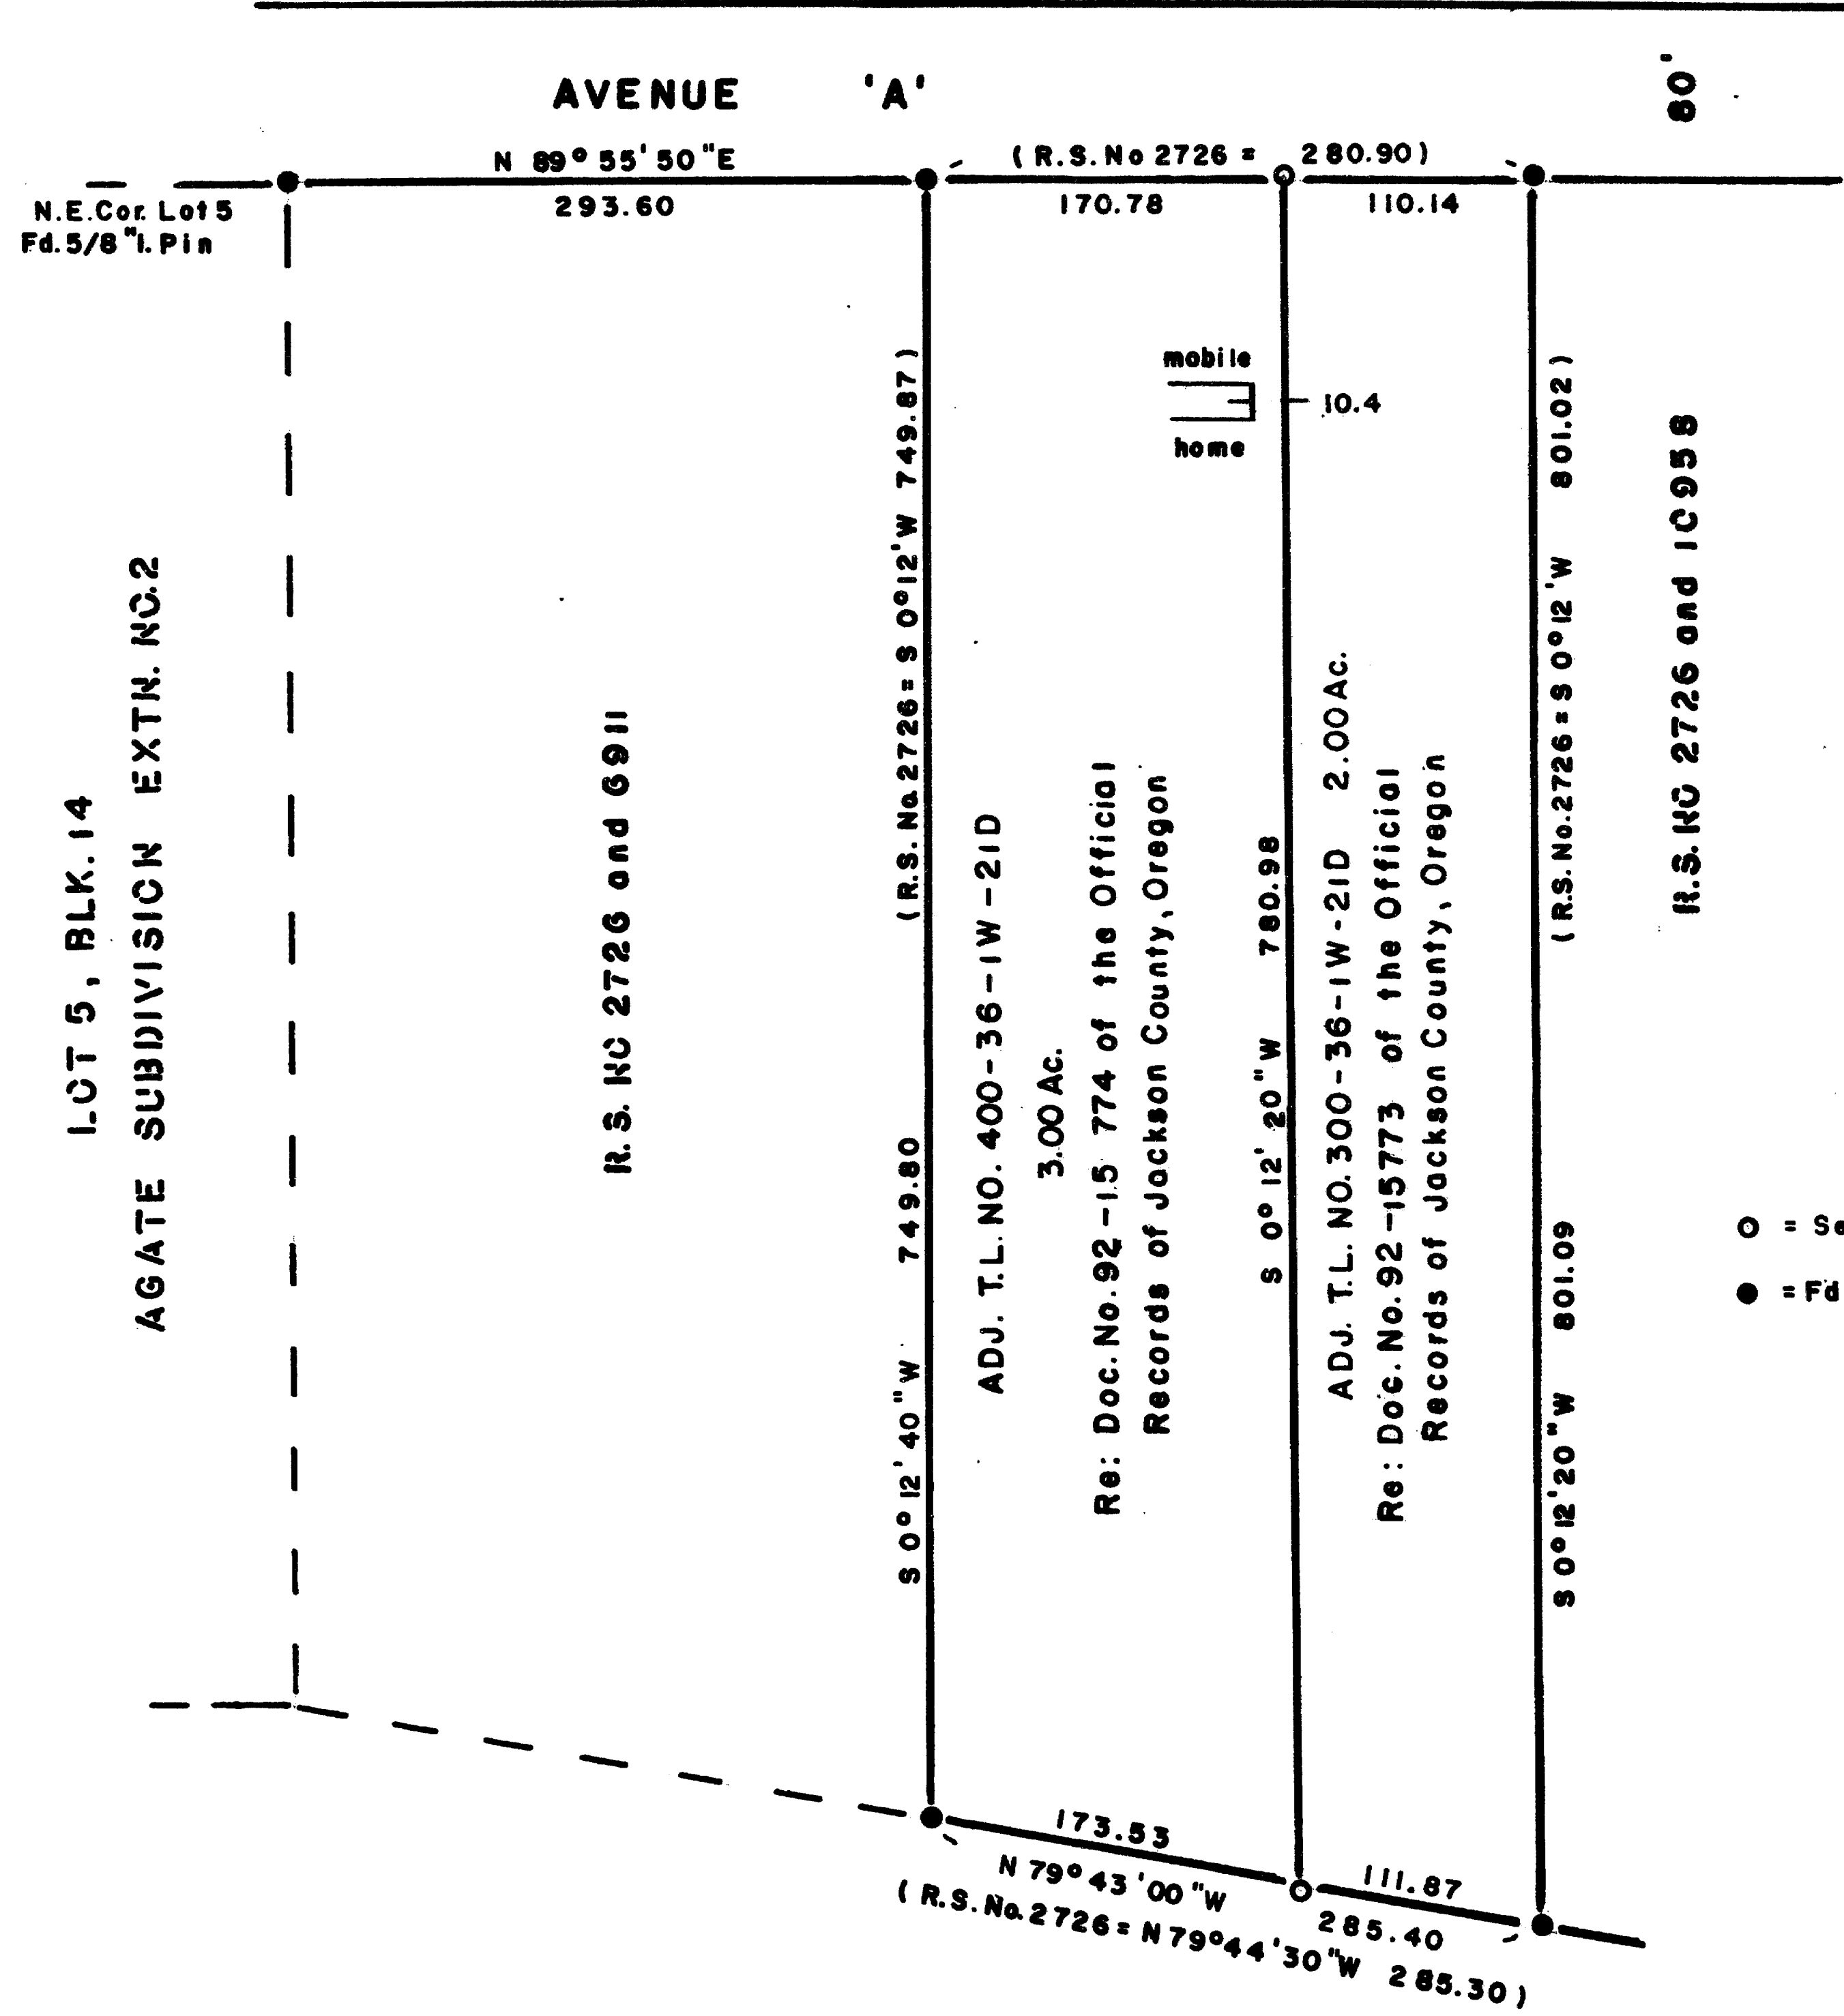 AVENUE 'A'
80'
N 89° 55' 50" E
(R.S. No 2726 = 280.90)
N.E. Cor. Lot 5
Fd. 5/8" I. Pin
293.60
170.78
110.14
mobile
home
10.4
LOT 5, BLK. 14
AGATE SUBDIVISION EXTN. NO. 2
R.S. NO 2726 and 6911
(R.S. No. 2726 = S 0° 12' W 749.87)
S 0° 12' 40" W 749.80
ADJ. T.L. NO. 400-36-1W-21D
3.00 Ac.
Re: Doc. No. 92-15 774 of the Official
Records of Jackson County, Oregon
S 0° 12' 20" W 780.98
ADJ. T.L. NO. 300-36-1W-21D 2.00 Ac.
Re: Doc. No. 92-15773 of the Official
Records of Jackson County, Oregon
(R.S. No. 2726 = S 0° 12' W 801.02)
S 0° 12' 20" W 801.09
R.S. NO 2726 and 10958
= Se
= Fd
173.53
N 79° 43' 00" W
111.87
285.40
(R.S. No. 2726 = N 79° 44' 30" W 285.30)